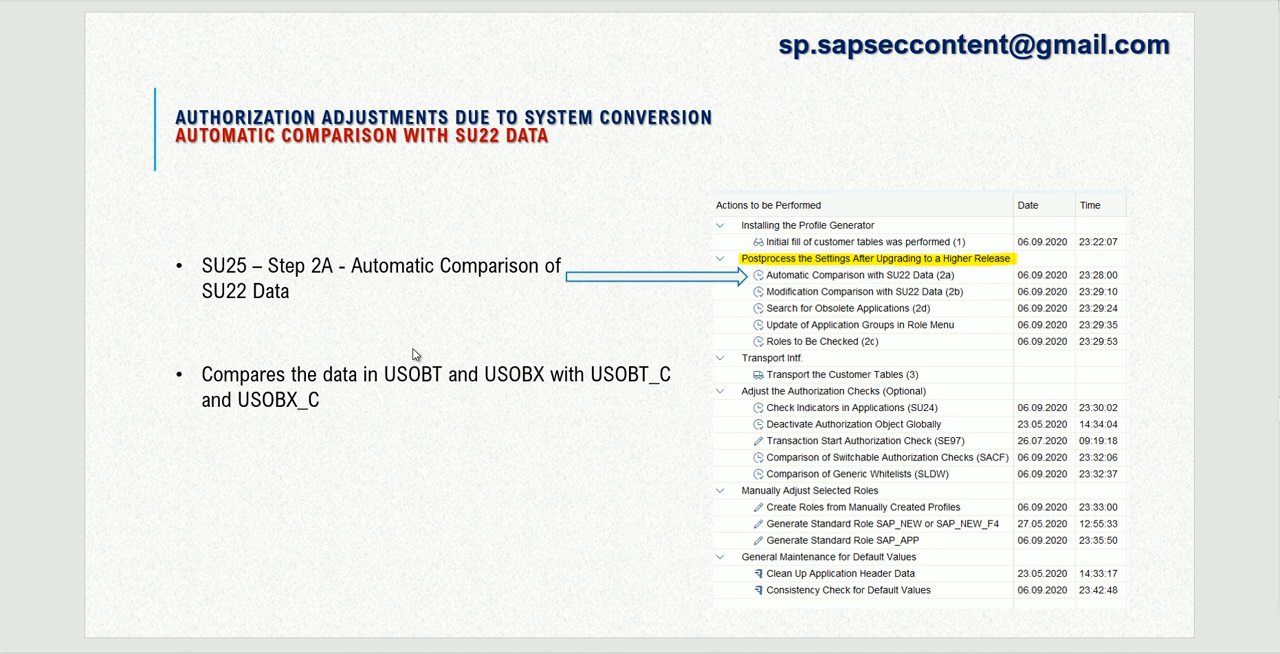 sp.sapseccontent@gmail.com
AUTHORIZATION ADJUSTMENTS DUE TO SYSTEM CONVERSION
AUTOMATIC COMPARISON WITH SU22 DATA
• SU25 – Step 2A - Automatic Comparison of
SU22 Data
• Compares the data in USOBT and USOBX with USOBT_C
and USOBX_C
Actions to be Performed Date Time
Installing the Profile Generator
Initial fill of customer tables was performed (1) 06.09.2020 23:22:07
Postprocess the Settings After Upgrading to a Higher Release
Automatic Comparison with SU22 Data (2a) 06.09.2020 23:28:00
Modification Comparison with SU22 Data (2b) 06.09.2020 23:29:10
Search for Obsolete Applications (2d) 06.09.2020 23:29:24
Update of Application Groups in Role Menu 06.09.2020 23:29:35
Roles to Be Checked (2c) 06.09.2020 23:29:53
Transport Intf.
Transport the Customer Tables (3)
Adjust the Authorization Checks (Optional)
Check Indicators in Applications (SU24) 06.09.2020 23:30:02
Deactivate Authorization Object Globally 23.05.2020 14:34:04
Transaction Start Authorization Check (SE97) 26.07.2020 09:19:18
Comparison of Switchable Authorization Checks (SACF) 06.09.2020 23:32:06
Comparison of Generic Whitelists (SLDW) 06.09.2020 23:32:37
Manually Adjust Selected Roles
Create Roles from Manually Created Profiles 06.09.2020 23:33:00
Generate Standard Role SAP_NEW or SAP_NEW_F4 27.05.2020 12:55:33
Generate Standard Role SAP_APP 06.09.2020 23:35:50
General Maintenance for Default Values
Clean Up Application Header Data 23.05.2020 14:33:17
Consistency Check for Default Values 06.09.2020 23:42:48